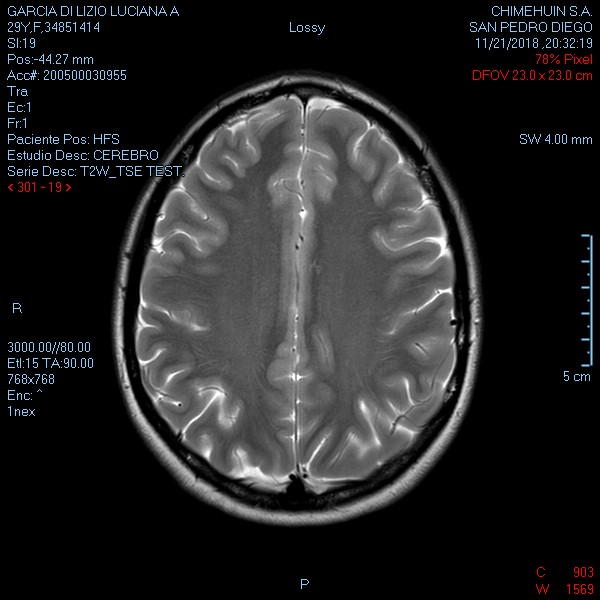 GARCIA DI LIZIO LUCIANA A
29Y,F,34851414
Sl:19
Pos:-44.27 mm
Acc#: 200500030955
Tra
Ec:1
Fr:1
Paciente Pos: HFS
Estudio Desc: CEREBRO
Serie Desc: T2W_TSE TEST.
< 301 - 19 >
Lossy
CHIMEHUIN S.A.
SAN PEDRO DIEGO
11/21/2018 ,20:32:19
78% Pixel
DFOV 23.0 x 23.0 cm
SW 4.00 mm
R
5 cm
3000.00//80.00
Etl:15 TA:90.00
768x768
Enc: ^
1nex
P
C 903
W 1569